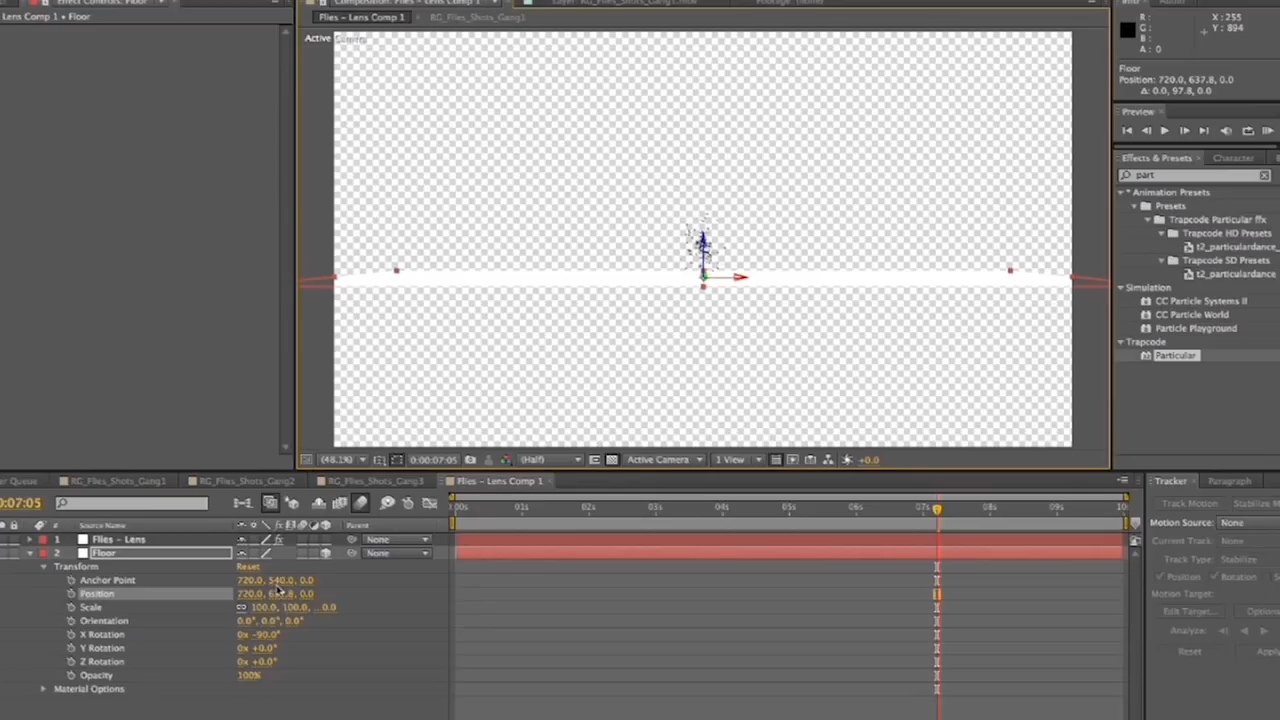 Effect Controls: Floor
Lens Comp 1 • Floor
Composition: Flies – Lens Comp 1
Layer: RG_Flies_Shots_Gang1.mov
Footage: (none)
Flies – Lens Comp 1
RG_Flies_Shots_Gang1
Active Camera
Info
Audio
R:
G:
B:
A: 0
X: 255
Y: 894
Floor
Position: 720.0, 637.8, 0.0
Δ: 0.0, 97.8, 0.0
Preview
Effects & Presets
Character
part
* Animation Presets
Presets
Trapcode Particular ffx
Trapcode HD Presets
t2_particulardance_
Trapcode SD Presets
t2_particulardance
Simulation
CC Particle Systems II
CC Particle World
Particle Playground
Trapcode
Particular
(48.1%)
0:00:07:05
(Half)
Active Camera
1 View
+0.0
er Queue
RG_Flies_Shots_Gang1
RG_Flies_Shots_Gang2
RG_Flies_Shots_Gang3
Flies – Lens Comp 1
Tracker
Paragraph
0:07:05
:00s
01s
02s
03s
04s
05s
06s
07s
08s
09s
10
#
Source Name
Parent
1
Flies – Lens
None
2
Floor
None
Transform
Reset
Anchor Point
720.0, 540.0, 0.0
Position
720.0, 637.8, 0.0
Scale
100.0, 100.0, ...0.0
Orientation
0.0°, 0.0°, 0.0°
X Rotation
0x -90.0°
Y Rotation
0x +0.0°
Z Rotation
0x +0.0°
Opacity
100%
Material Options
Track Motion
Stabilize M
Motion Source:
None
Current Track:
None
Track Type:
Stabilize
Position
Rotation
Motion Target:
Edit Target...
Options
Analyze:
Reset
Apply